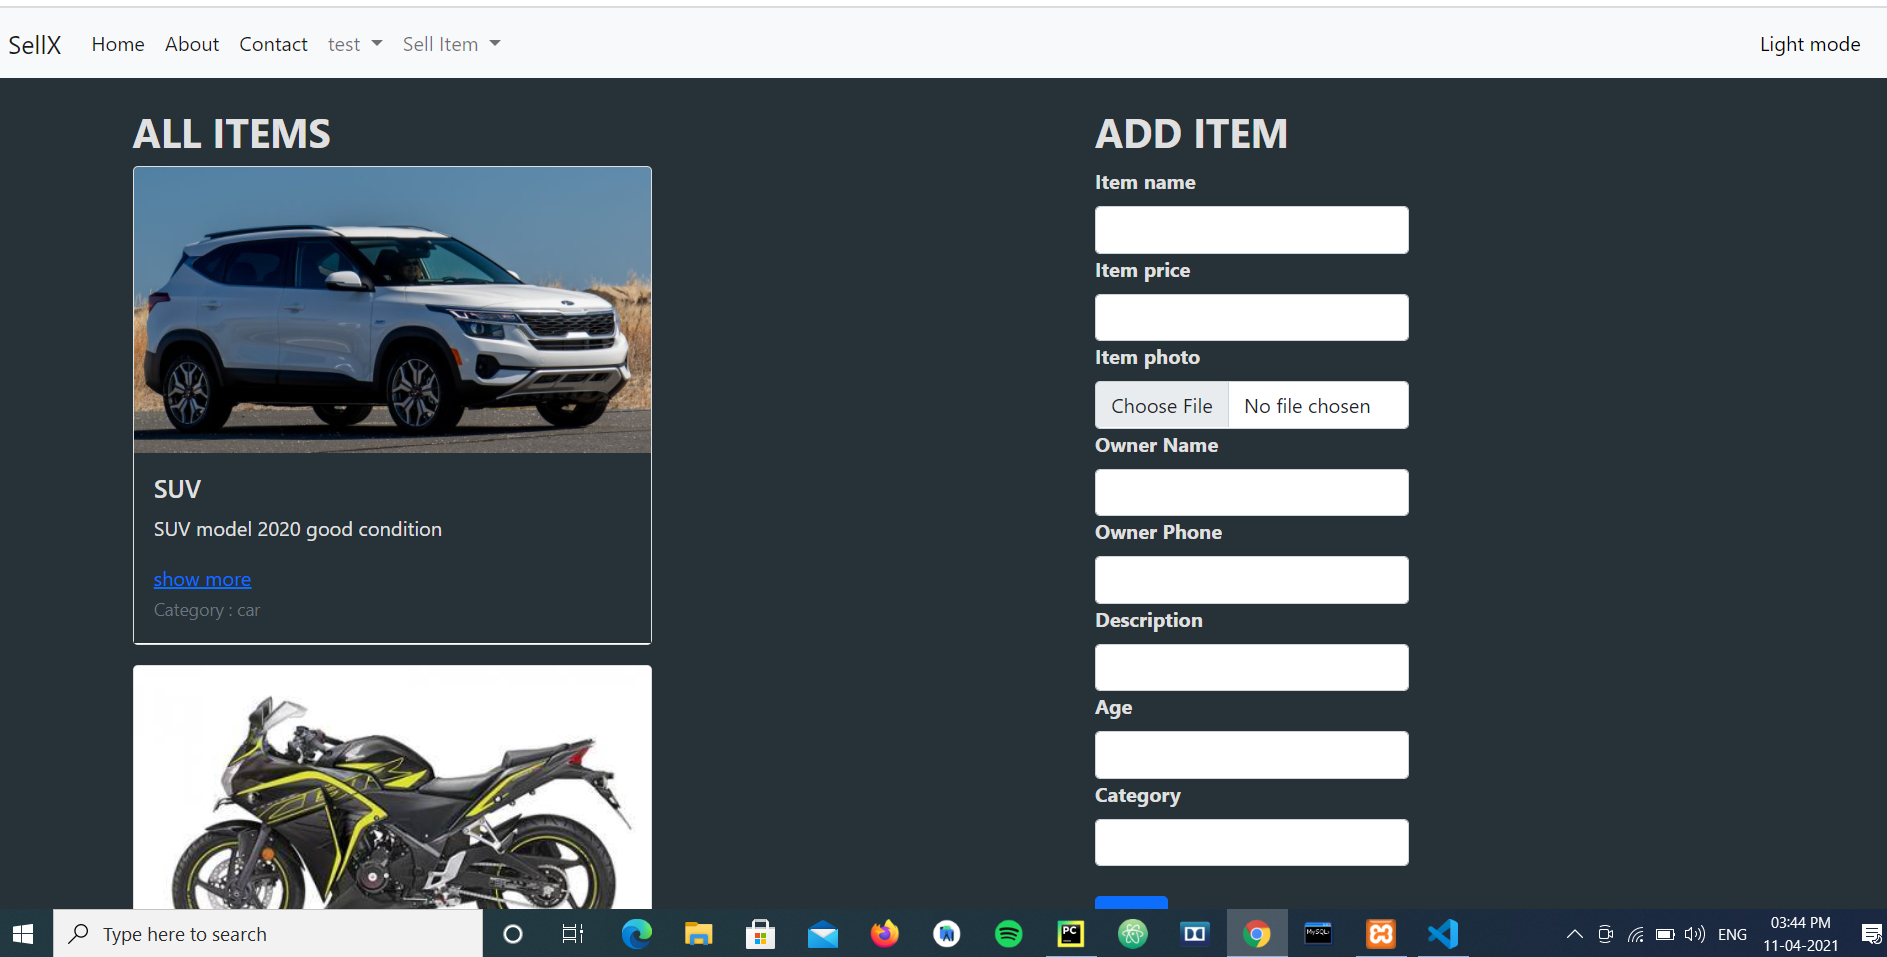 SellX Home About Contact test Sell Item Light mode
ALL ITEMS
SUV
SUV model 2020 good condition
show more
Category : car
ADD ITEM
Item name
Item price
Item photo
Choose File No file chosen
Owner Name
Owner Phone
Description
Age
Category
Type here to search
PC
MySQL
ENG
03:44 PM
11-04-2021